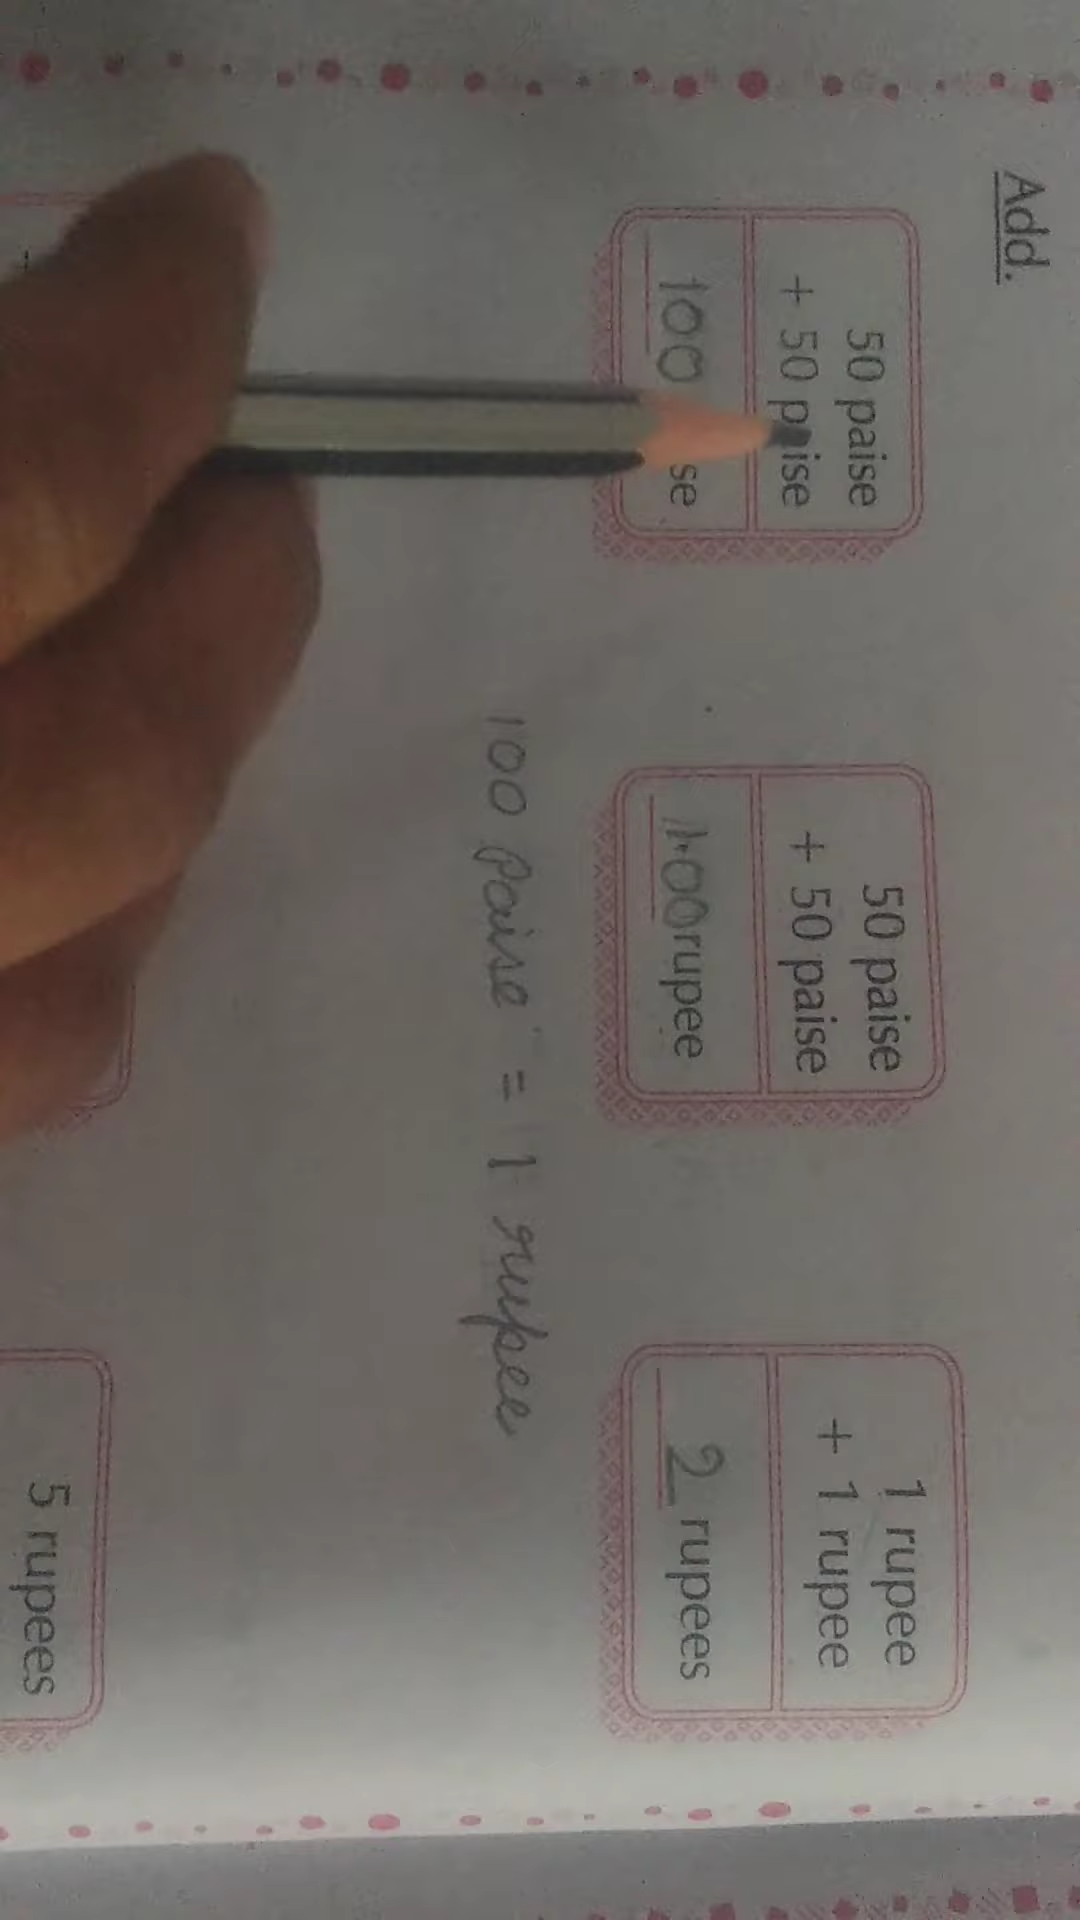 Add.
50 paise
+ 50 paise
100 se
50 paise
+ 50 paise
1.00 rupee
1 rupee
+ 1 rupee
2 rupees
100 paise = 1 rupee
5 rupees